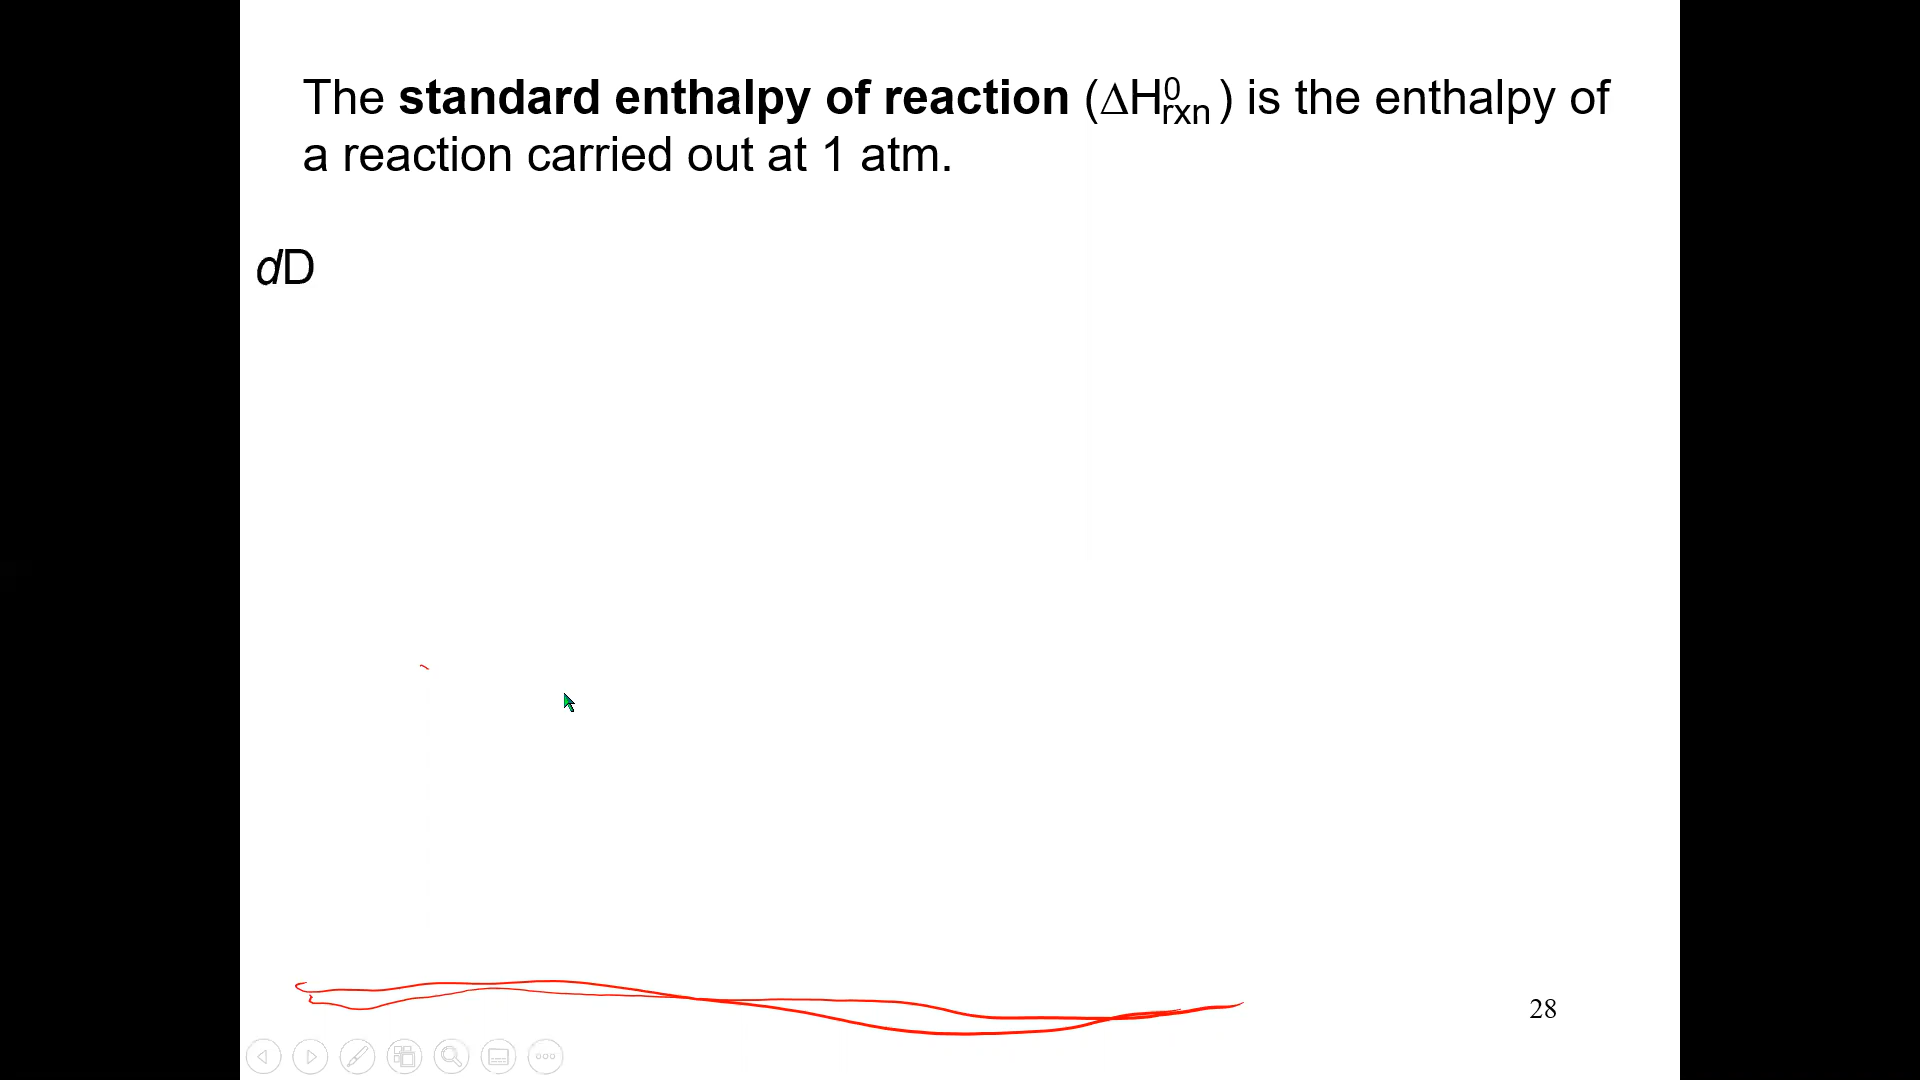 The standard enthalpy of reaction (ΔH⁰rxn ) is the enthalpy of
a reaction carried out at 1 atm.
dD
28